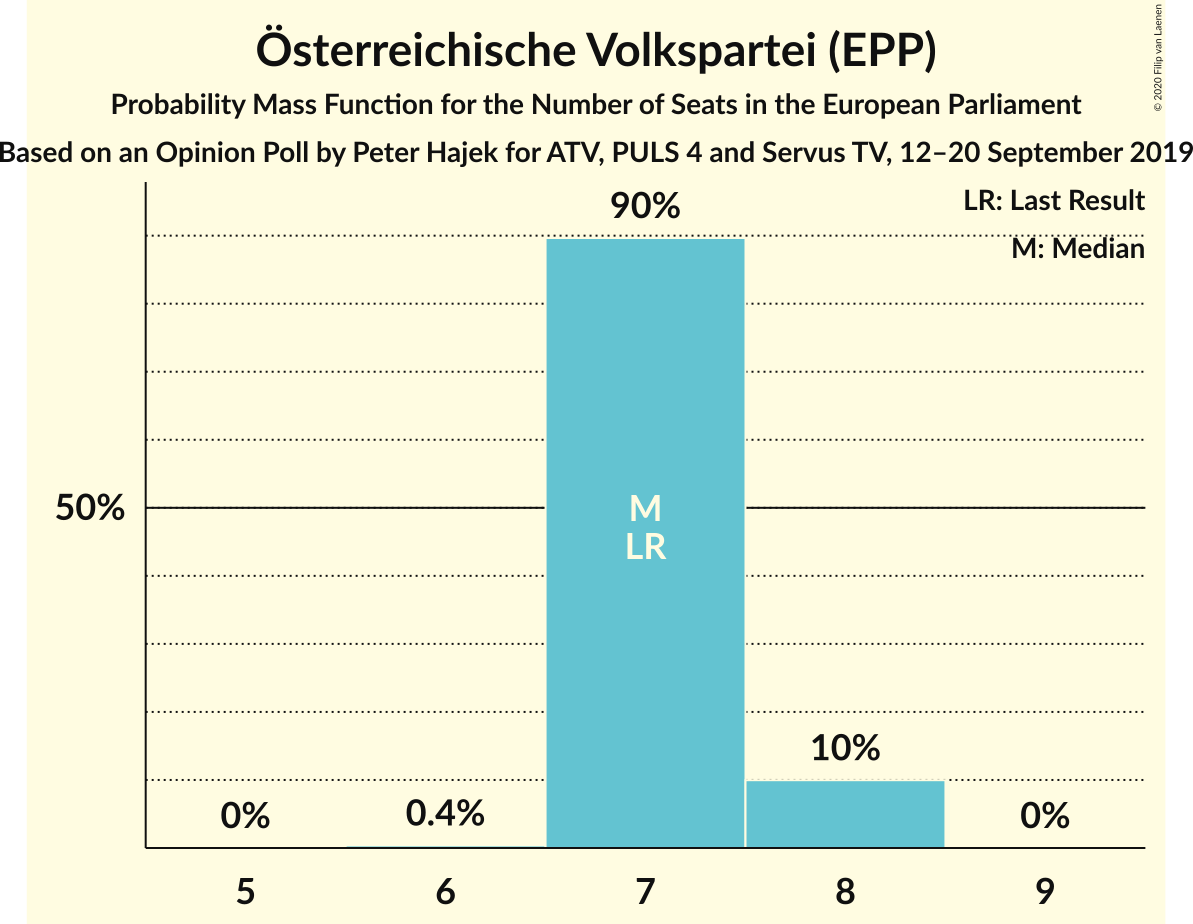 Österreichische Volkspartei (EPP)
Probability Mass Function for the Number of Seats in the European Parliament
Based on an Opinion Poll by Peter Hajek for ATV, PULS 4 and Servus TV, 12–20 September 2019
© 2020 Filip van Laenen
LR: Last Result
M: Median
90%
50%
M
LR
10%
0%
0.4%
0%
5
6
7
8
9